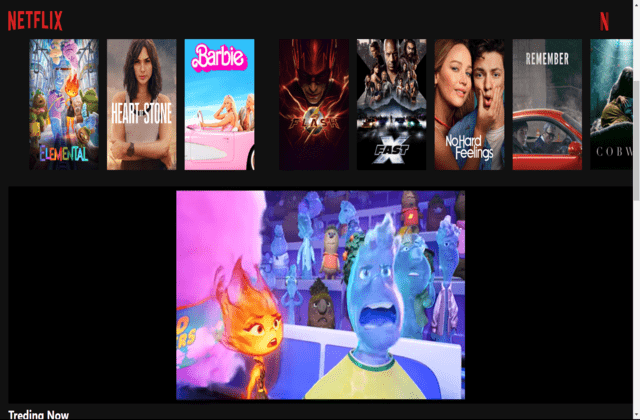 NETFLIX
N
ELEMENTAL
HEART OF STONE
Barbie
FLASH
FAST X
No Hard
Feelings
REMEMBER
COBW
Treding Now